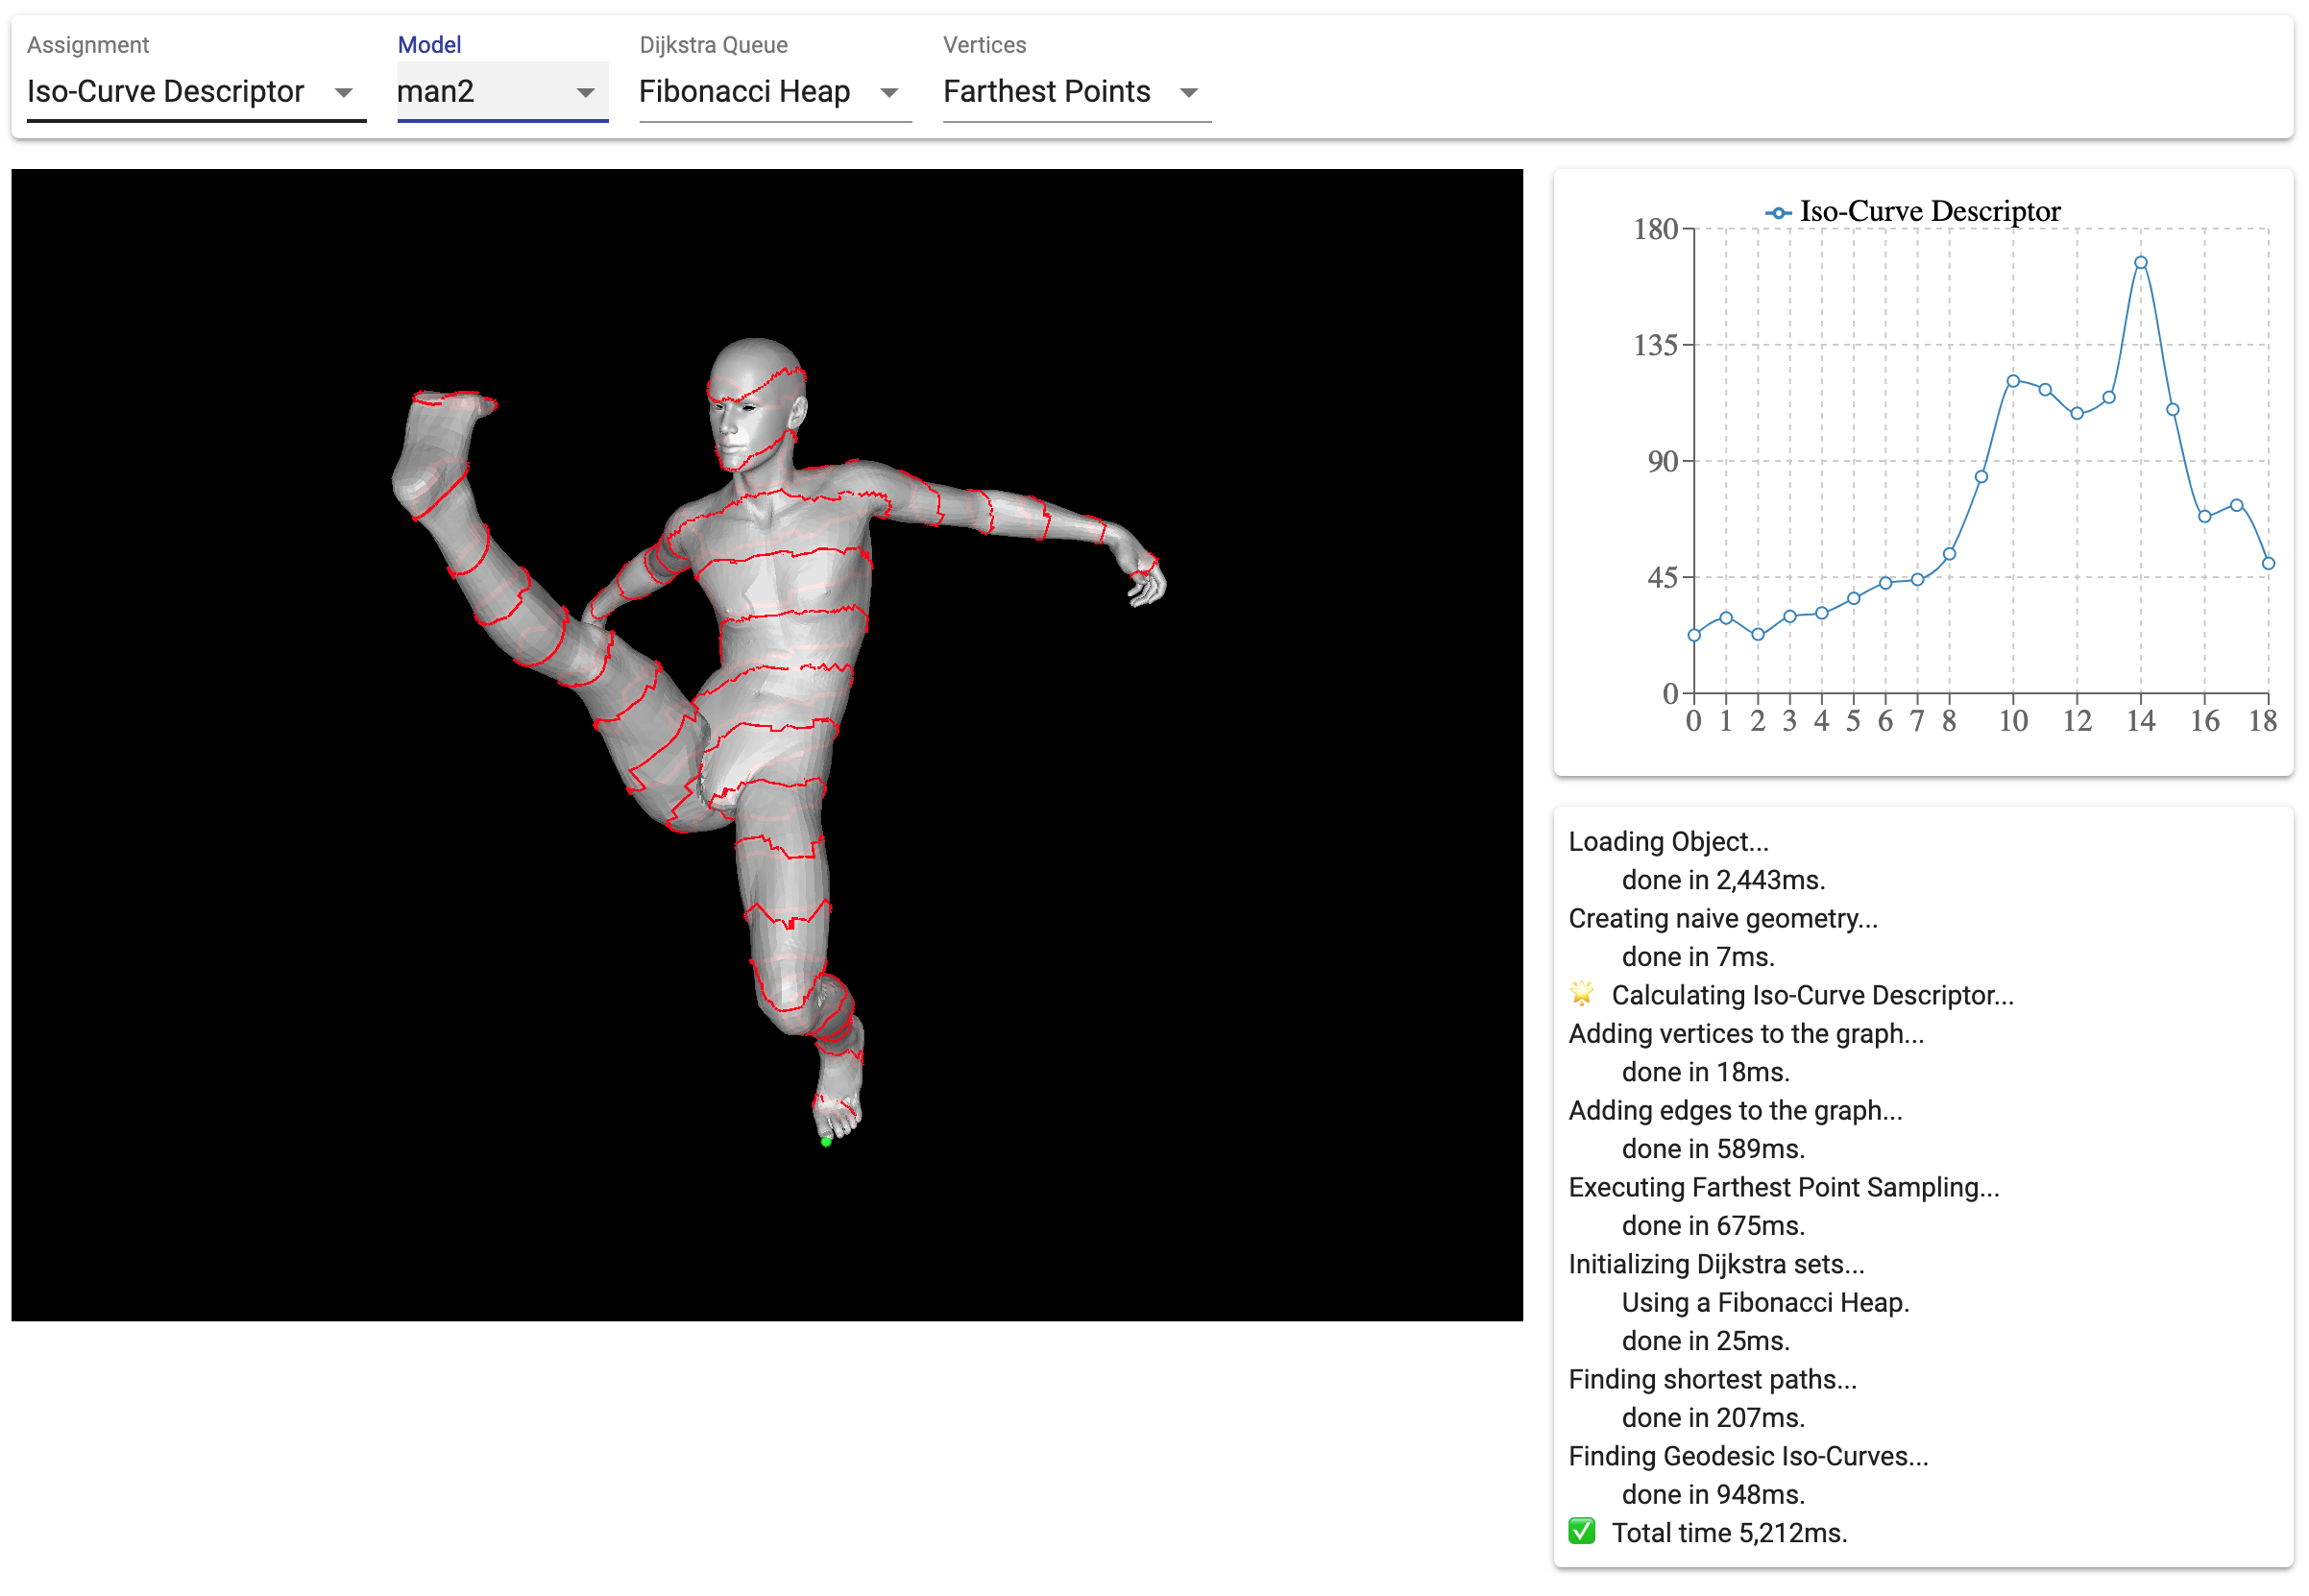 Assignment Model Dijkstra Queue Vertices
Iso-Curve Descriptor man2 Fibonacci Heap Farthest Points
Iso-Curve Descriptor
180
135
90
45
0
0 1 2 3 4 5 6 7 8 10 12 14 16 18
Loading Object...
done in 2,443ms.
Creating naive geometry...
done in 7ms.
🌟 Calculating Iso-Curve Descriptor...
Adding vertices to the graph...
done in 18ms.
Adding edges to the graph...
done in 589ms.
Executing Farthest Point Sampling...
done in 675ms.
Initializing Dijkstra sets...
Using a Fibonacci Heap.
done in 25ms.
Finding shortest paths...
done in 207ms.
Finding Geodesic Iso-Curves...
done in 948ms.
✅ Total time 5,212ms.